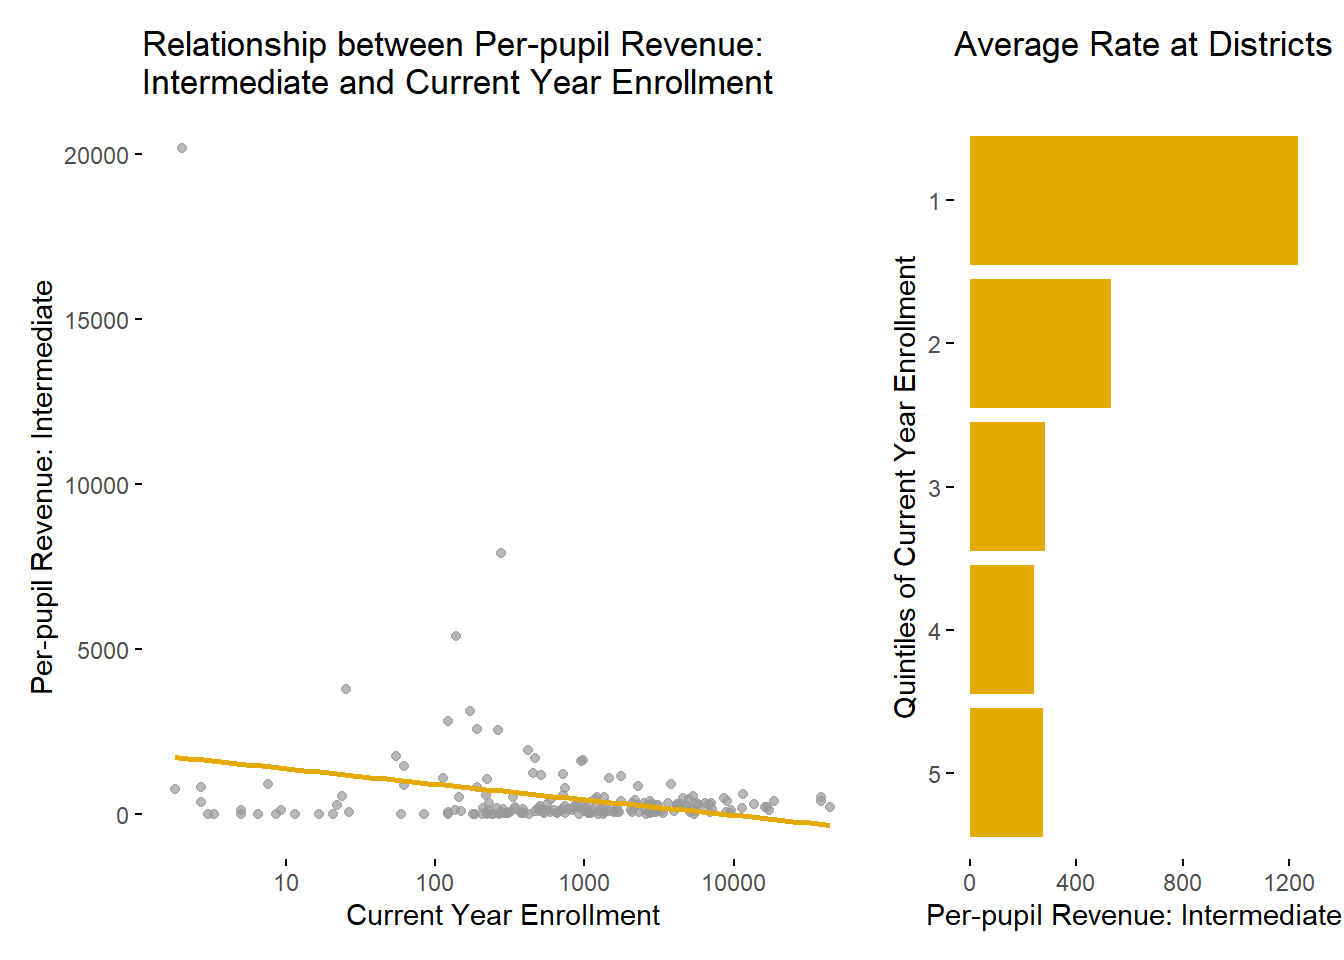 Relationship between Per-pupil Revenue:
Intermediate and Current Year Enrollment
Per-pupil Revenue: Intermediate
20000
15000
10000
5000
0
10
100
1000
10000
Current Year Enrollment
Average Rate at Districts
Quintiles of Current Year Enrollment
1
2
3
4
5
0
400
800
1200
Per-pupil Revenue: Intermediate